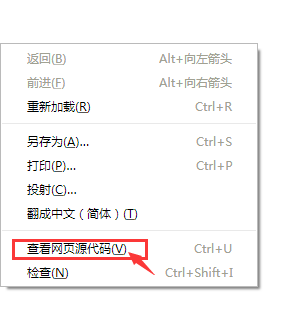 返回(B) Alt+向左箭头
前进(F) Alt+向右箭头
重新加载(R) Ctrl+R
另存为(A)... Ctrl+S
打印(P)... Ctrl+P
投射(C)...
翻成中文（简体）(T)
查看网页源代码(V) Ctrl+U
检查(N) Ctrl+Shift+I